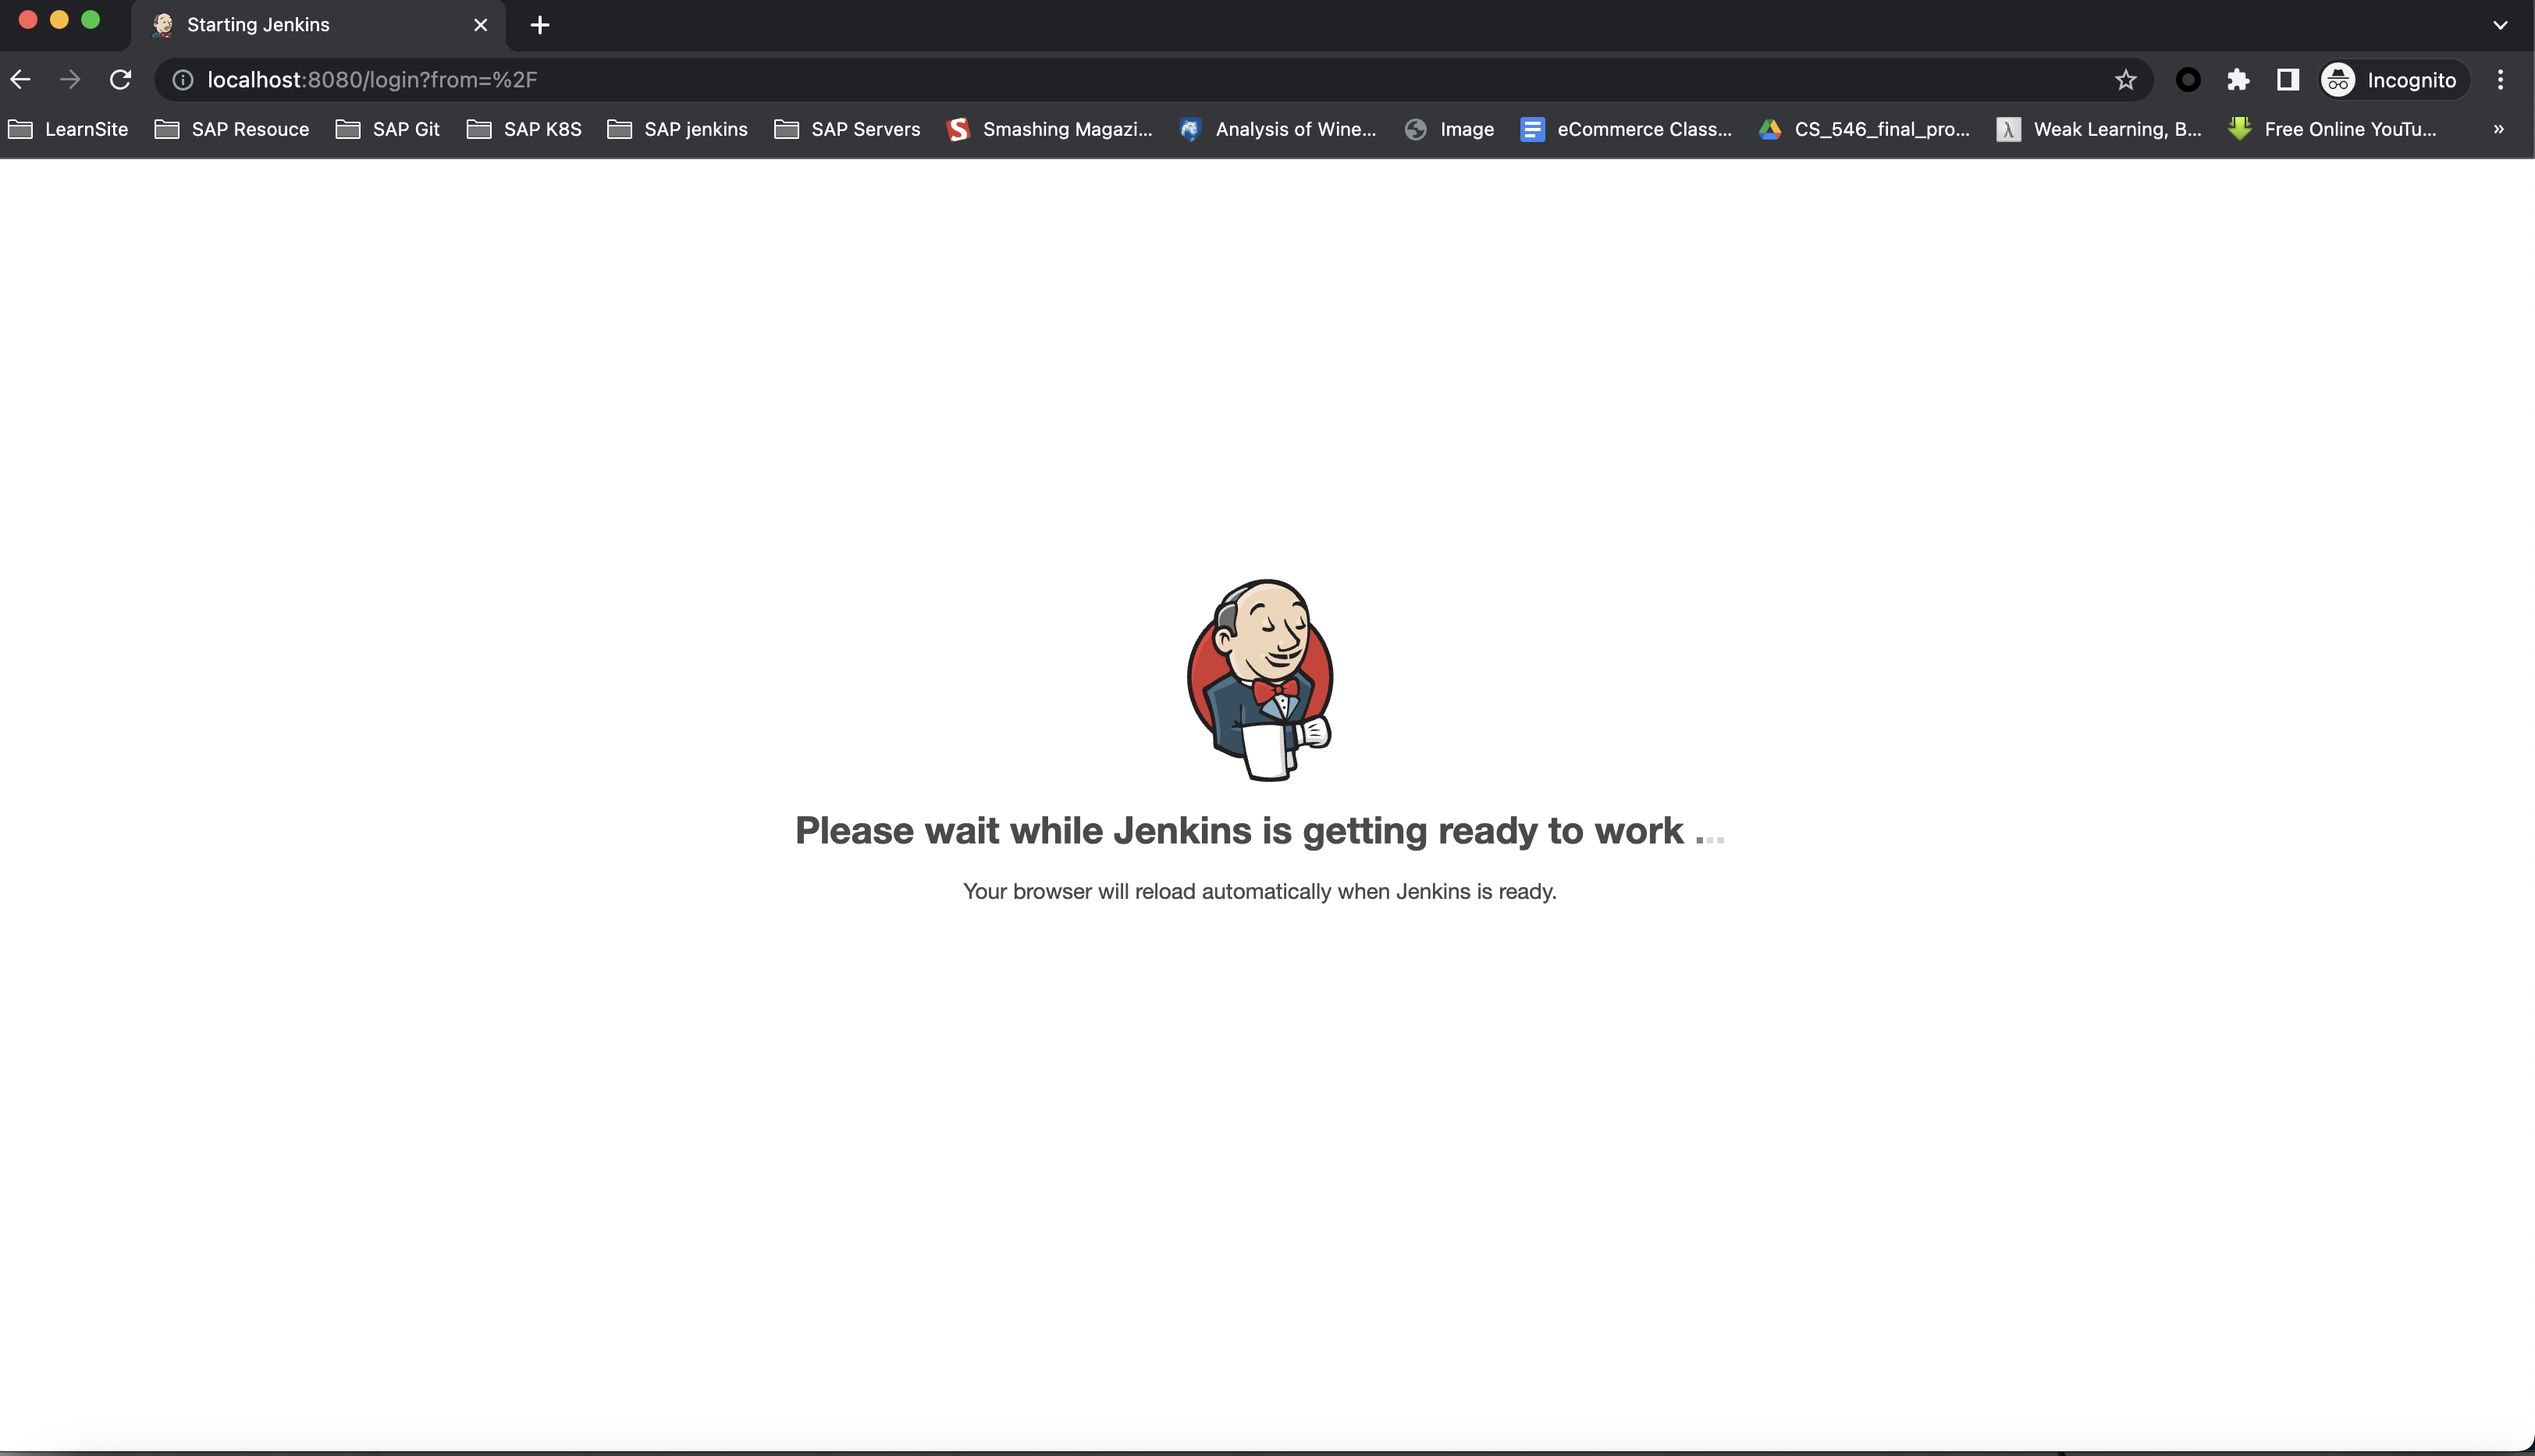 Starting Jenkins
localhost:8080/login?from=%2F
Incognito
LearnSite SAP Resouce SAP Git SAP K8S SAP jenkins SAP Servers S Smashing Magazi... Analysis of Wine... Image eCommerce Class... CS_546_final_pro... λ Weak Learning, B... Free Online YouTu... »
Please wait while Jenkins is getting ready to work ...
Your browser will reload automatically when Jenkins is ready.